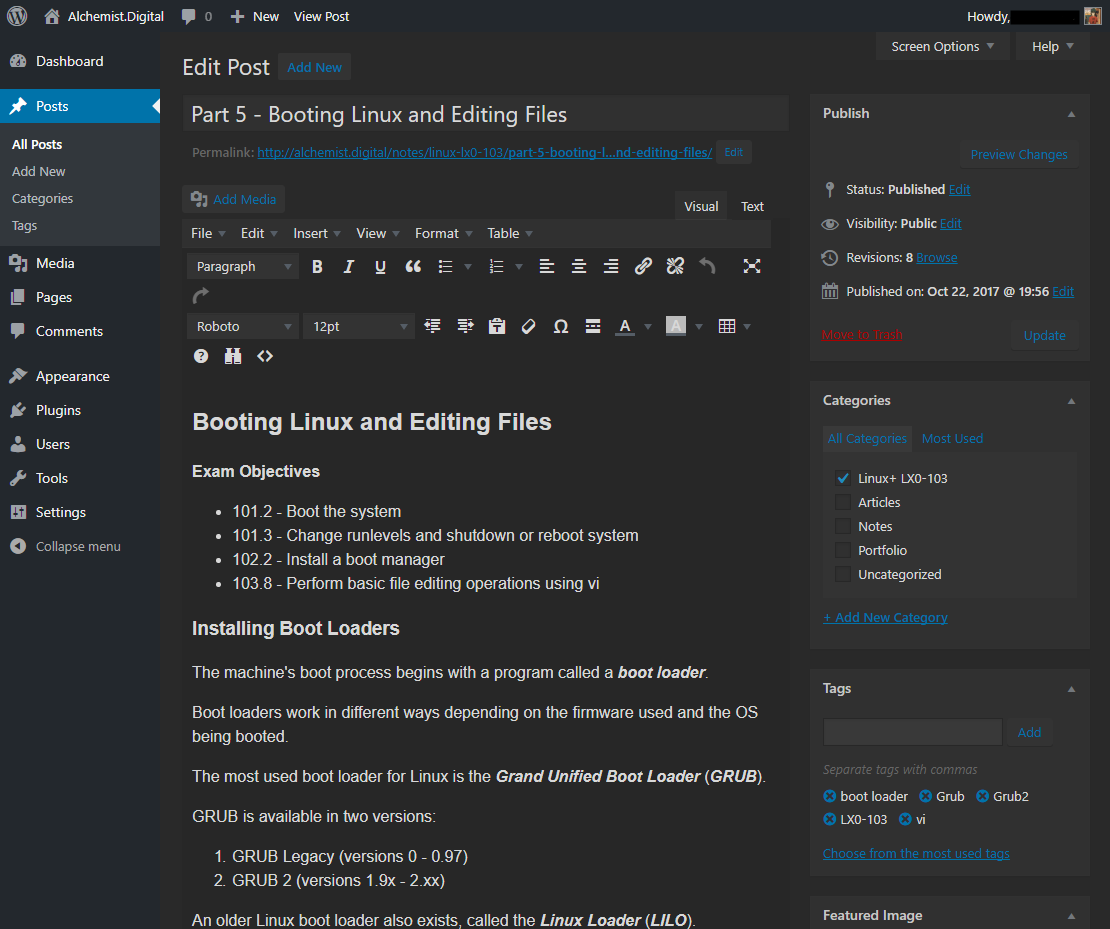 Alchemist.Digital 0 New View Post Howdy,
Screen Options Help
Dashboard
Posts
All Posts
Add New
Categories
Tags
Media
Pages
Comments
Appearance
Plugins
Users
Tools
Settings
Collapse menu
Edit Post Add New
Part 5 - Booting Linux and Editing Files
Permalink: http://alchemist.digital/notes/linux-lx0-103/part-5-booting-l...nd-editing-files/ Edit
Add Media
Visual Text
File Edit Insert View Format Table
Paragraph B I U
Roboto 12pt Ω A A
Booting Linux and Editing Files
Exam Objectives
101.2 - Boot the system
101.3 - Change runlevels and shutdown or reboot system
102.2 - Install a boot manager
103.8 - Perform basic file editing operations using vi
Installing Boot Loaders
The machine's boot process begins with a program called a boot loader.
Boot loaders work in different ways depending on the firmware used and the OS
being booted.
The most used boot loader for Linux is the Grand Unified Boot Loader (GRUB).
GRUB is available in two versions:
1. GRUB Legacy (versions 0 - 0.97)
2. GRUB 2 (versions 1.9x - 2.xx)
An older Linux boot loader also exists, called the Linux Loader (LILO).
Publish
Preview Changes
Status: Published Edit
Visibility: Public Edit
Revisions: 8 Browse
Published on: Oct 22, 2017 @ 19:56 Edit
Move to Trash Update
Categories
All Categories Most Used
Linux+ LX0-103
Articles
Notes
Portfolio
Uncategorized
+ Add New Category
Tags
Add
Separate tags with commas
boot loader Grub Grub2
LX0-103 vi
Choose from the most used tags
Featured Image